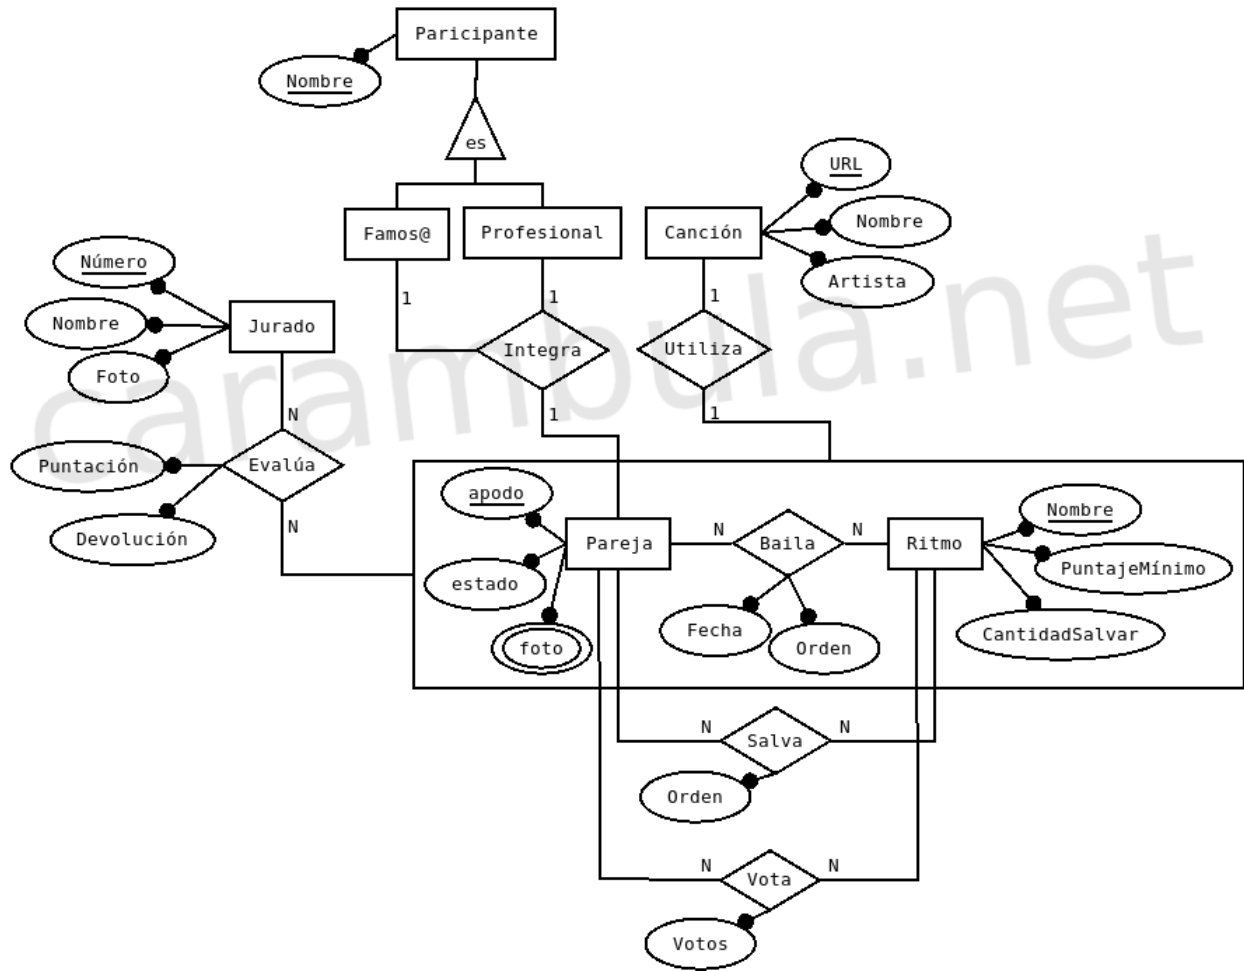 Paricipante
Nombre
es
URL
Nombre
Artista
Famos@
Profesional
Canción
Número
Nombre
Foto
Jurado
1
1
1
Integra
Utiliza
N
1
1
Puntación
Evalúa
Devolución
N
apodo
estado
foto
Pareja
N
Baila
N
Ritmo
Nombre
PuntajeMínimo
CantidadSalvar
Fecha
Orden
N
Salva
N
Orden
N
Vota
N
Votos
carambula.net